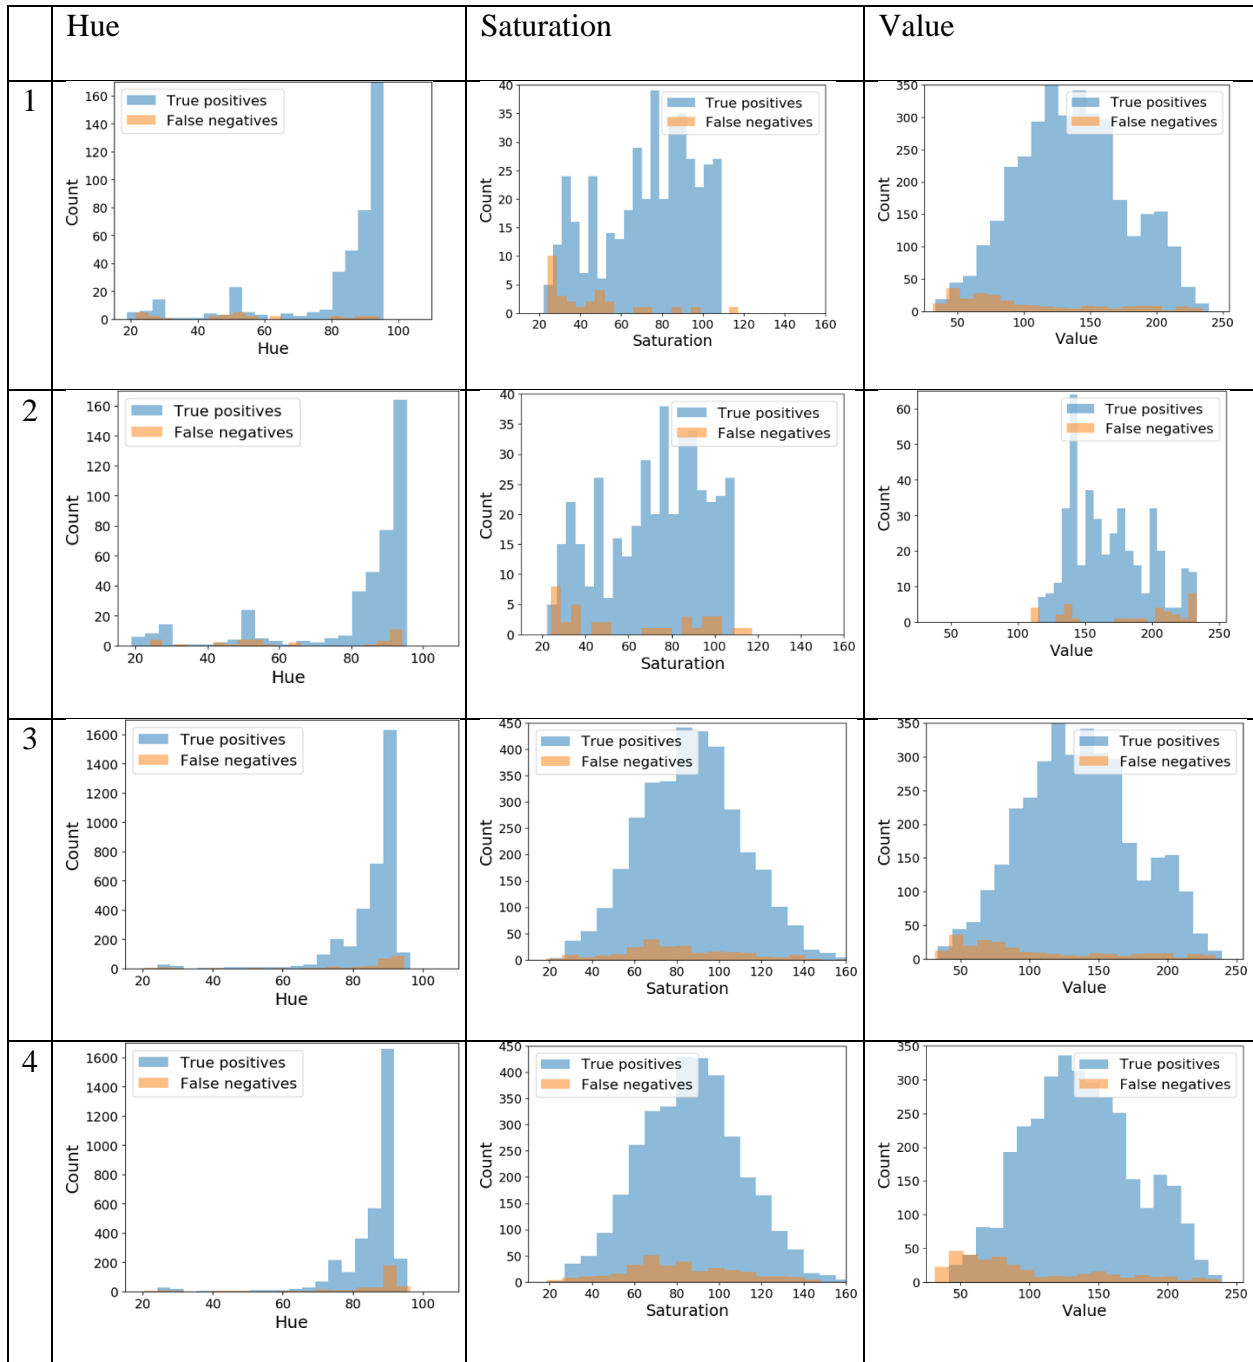 Hue Saturation Value
1
160
140
120
100
80
60
40
20
0
Count
True positives
False negatives
40 60 80 100
20
Hue
40
35
30
25
20
15
10
5
0
Count
True positives
False negatives
20 40 60 80 100 120 140 160
Saturation
350
300
250
200
150
100
50
0
Count
True positives
False negatives
50 100 150 200 250
Value
2
160
140
120
100
80
60
40
20
0
Count
True positives
False negatives
20 40 60 80 100
Hue
40
35
30
25
20
15
10
5
0
Count
True positives
False negatives
20 40 60 80 100 120 140 160
Saturation
60
50
40
30
20
10
0
Count
True positives
False negatives
50 100 150 200 250
Value
3
1600
1400
1200
1000
800
600
400
200
0
Count
True positives
False negatives
20 40 60 80 100
Hue
450
400
350
300
250
200
150
100
50
0
Count
True positives
False negatives
20 40 60 80 100 120 140 160
Saturation
350
300
250
200
150
100
50
0
Count
True positives
False negatives
50 100 150 200 250
Value
4
1600
1400
1200
1000
800
600
400
200
0
Count
True positives
False negatives
20 40 60 80 100
Hue
450
400
350
300
250
200
150
100
50
0
Count
True positives
False negatives
20 40 60 80 100 120 140 160
Saturation
350
300
250
200
150
100
50
0
Count
True positives
False negatives
50 100 150 200 250
Value